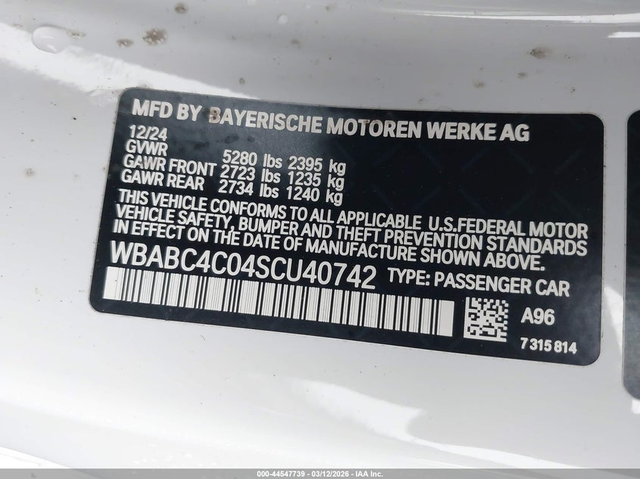 MFD BY BAYERISCHE MOTOREN WERKE AG
12/24
GVWR 5280 lbs 2395 kg
GAWR FRONT 2723 lbs 1235 kg
GAWR REAR 2734 lbs 1240 kg
THIS VEHICLE CONFORMS TO ALL APPLICABLE U.S.FEDERAL MOTOR
VEHICLE SAFETY, BUMPER, AND THEFT PREVENTION STANDARDS
IN EFFECT ON THE DATE OF MANUFACTURE SHOWN ABOVE.
WBABC4C04SCU40742 TYPE: PASSENGER CAR
A96
7 315 814
000-44547739 - 03/12/2026 - IAA Inc.